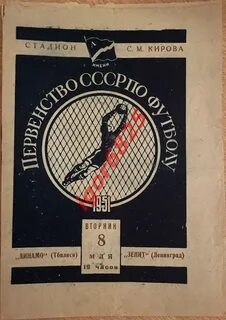 СТАДИОН
ИМЕНИ
С. М. КИРОВА
ПЕРВЕНСТВО СССР ПО ФУТБОЛУ
1951
ВТОРНИК
8
МАЯ
19 часов
„ДИНАМО" (Тбилиси)
„ЗЕНИТ" (Ленинград)